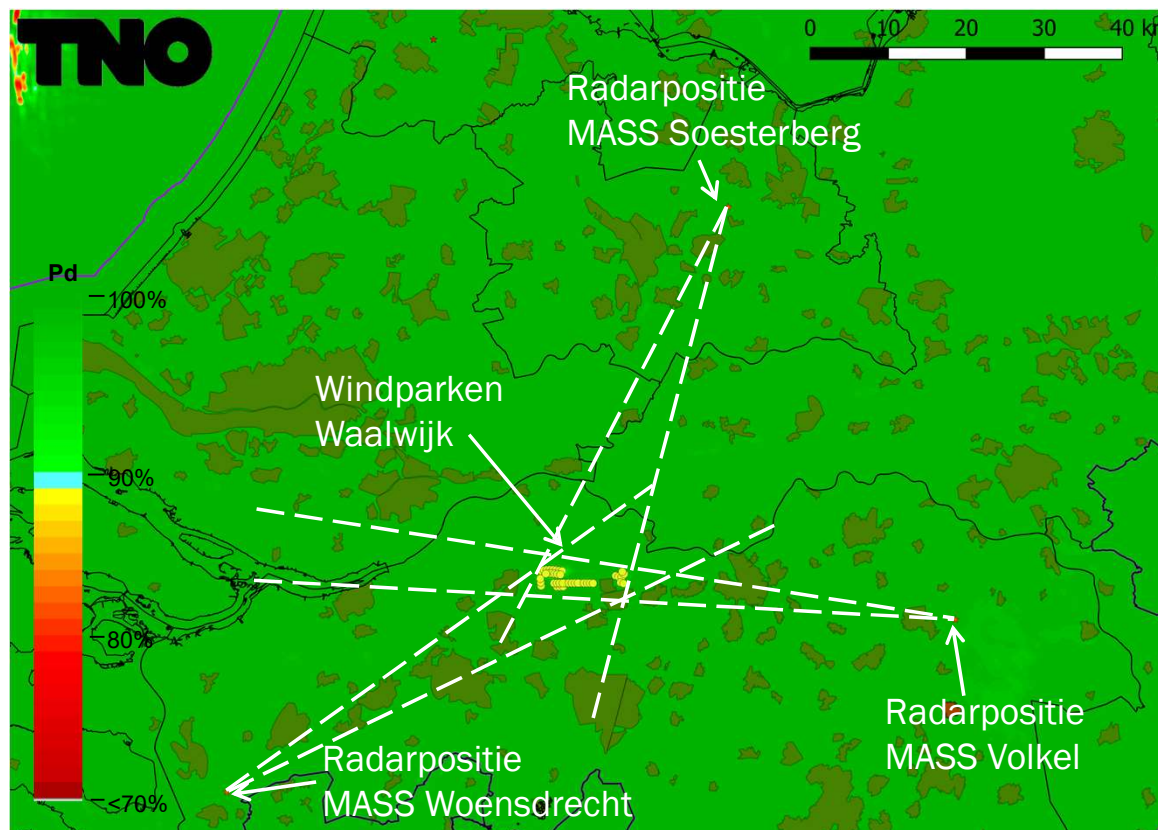 TNO
0 10 20 30 40 km
Radarpositie
MASS Soesterberg
Pd
100%
Windparken
Waalwijk
90%
80%
Radarpositie
MASS Volkel
Radarpositie
MASS Woensdrecht
<70%